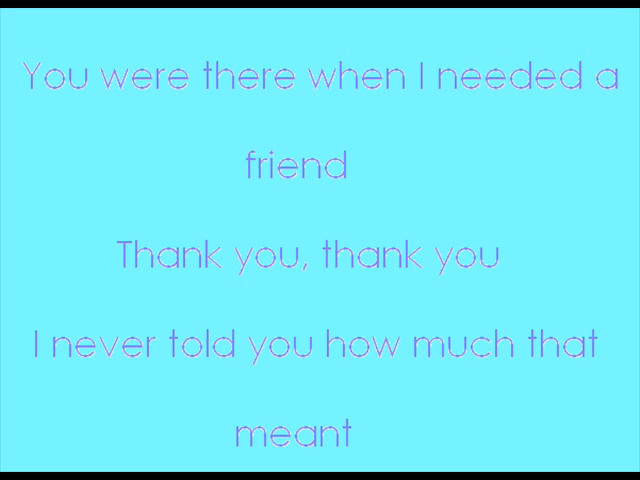 You were there when I needed a
friend
Thank you, thank you
I never told you how much that
meant